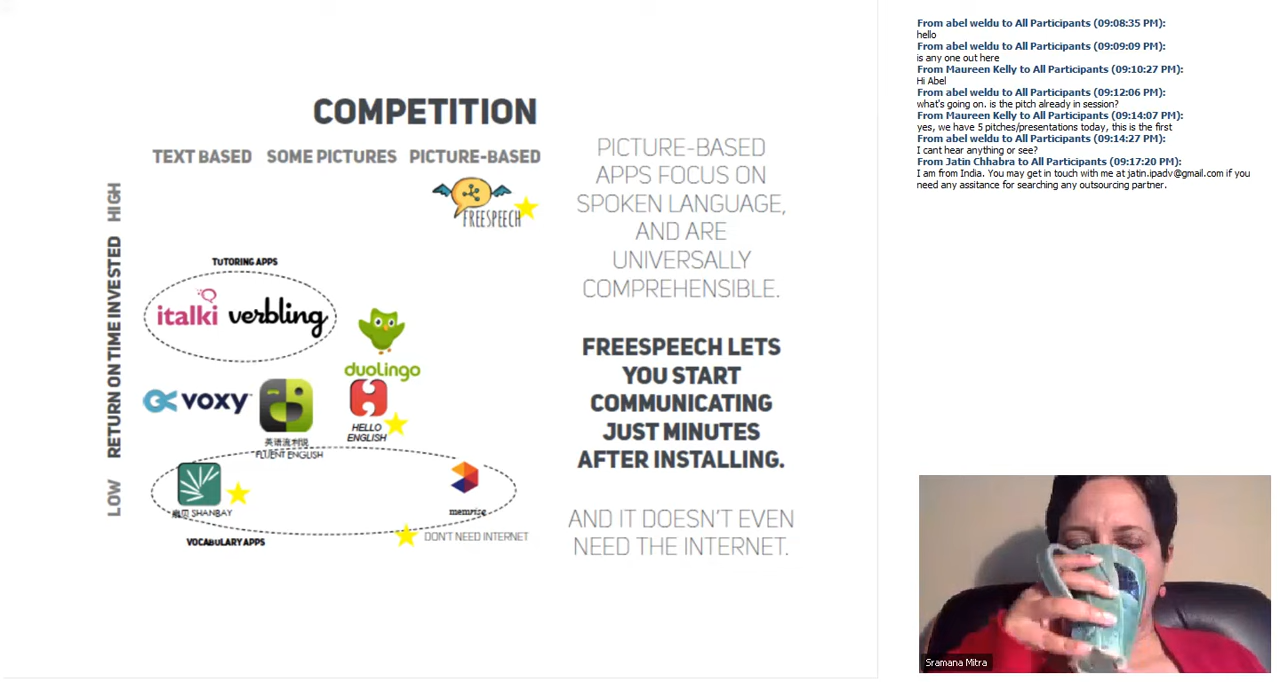 COMPETITION
TEXT BASED SOME PICTURES PICTURE-BASED
HIGH
RETURN ON TIME INVESTED
LOW
FREESPEECH
TUTORING APPS
italki verbling
duolingo
VOXY
HELLO
ENGLISH
英语流利说
FLUENT ENGLISH
SHANBAY
memrise
VOCABULARY APPS
DON'T NEED INTERNET
PICTURE-BASED
APPS FOCUS ON
SPOKEN LANGUAGE,
AND ARE
UNIVERSALLY
COMPREHENSIBLE.
FREESPEECH LETS
YOU START
COMMUNICATING
JUST MINUTES
AFTER INSTALLING.
AND IT DOESN'T EVEN
NEED THE INTERNET.
From abel weldu to All Participants (09:08:35 PM):
hello
From abel weldu to All Participants (09:09:09 PM):
is any one out here
From Maureen Kelly to All Participants (09:10:27 PM):
Hi Abel
From abel weldu to All Participants (09:12:06 PM):
what's going on. is the pitch already in session?
From Maureen Kelly to All Participants (09:14:07 PM):
yes, we have 5 pitches/presentations today, this is the first
From abel weldu to All Participants (09:14:27 PM):
I cant hear anything or see?
From Jatin Chhabra to All Participants (09:17:20 PM):
I am from India. You may get in touch with me at jatin.ipadv@gmail.com if you
need any assitance for searching any outsourcing partner.
Sramana Mitra